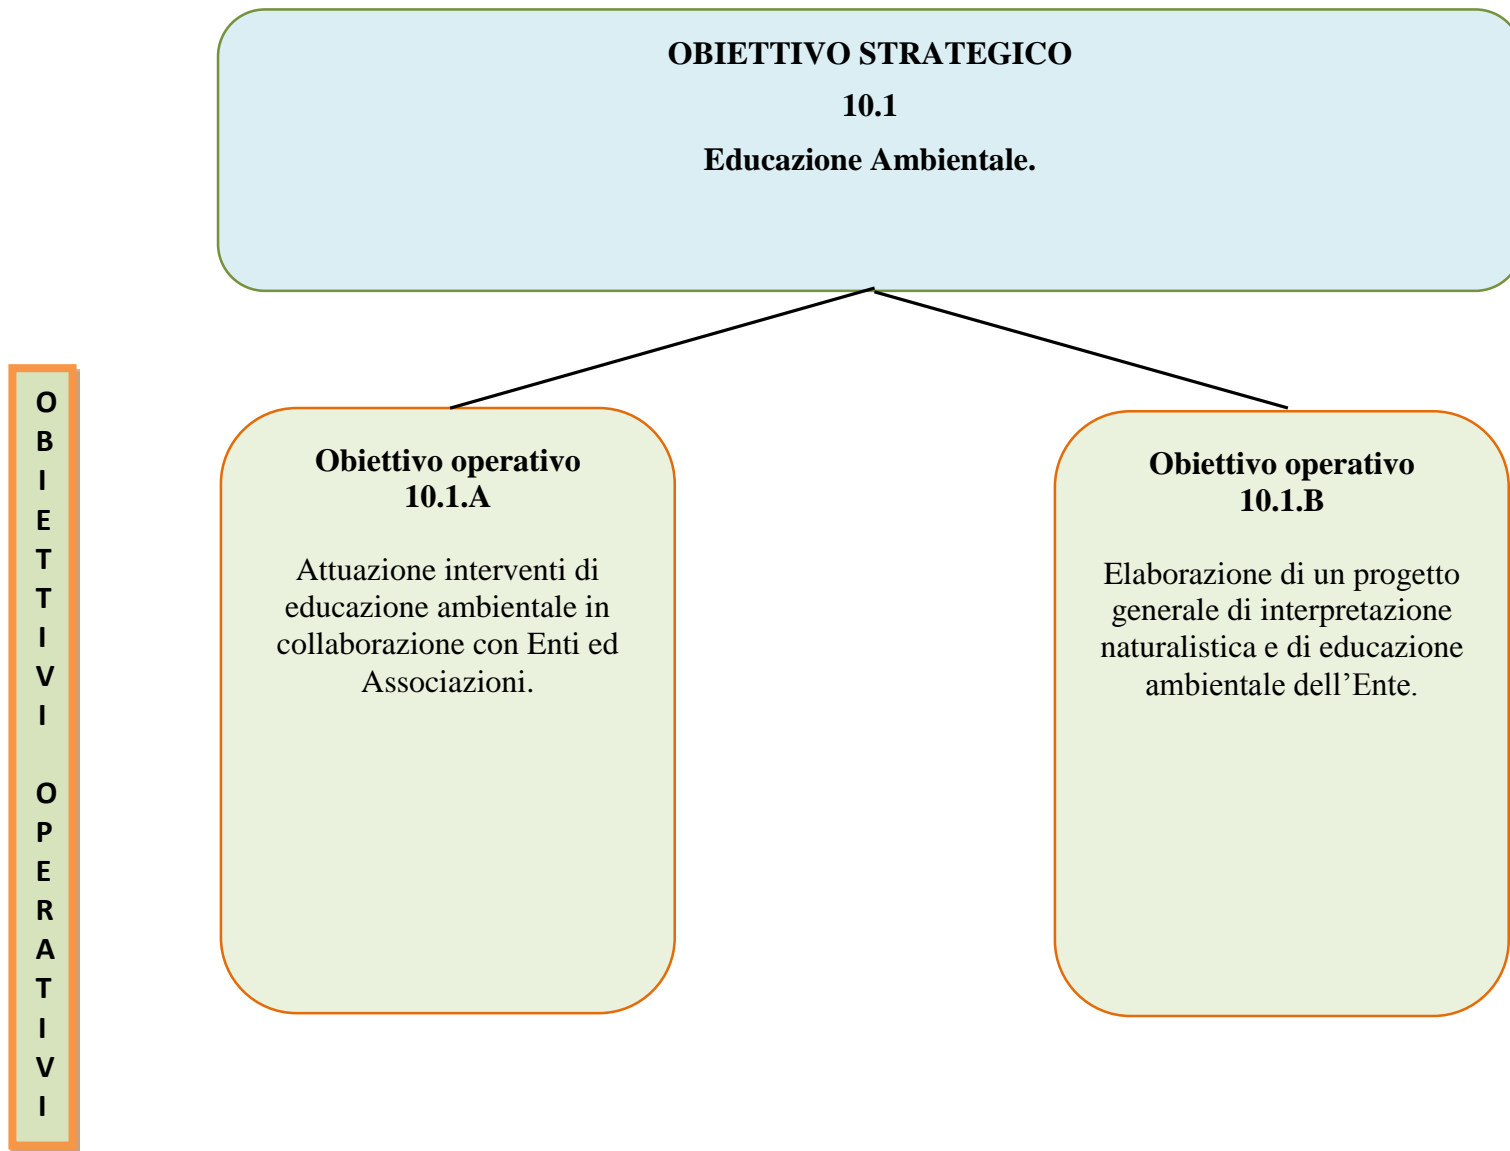 OBIETTIVO STRATEGICO
10.1
Educazione Ambientale.
OBIETTIVI OPERATIVI
Obiettivo operativo
10.1.A
Attuazione interventi di
educazione ambientale in
collaborazione con Enti ed
Associazioni.
Obiettivo operativo
10.1.B
Elaborazione di un progetto
generale di interpretazione
naturalistica e di educazione
ambientale dell’Ente.